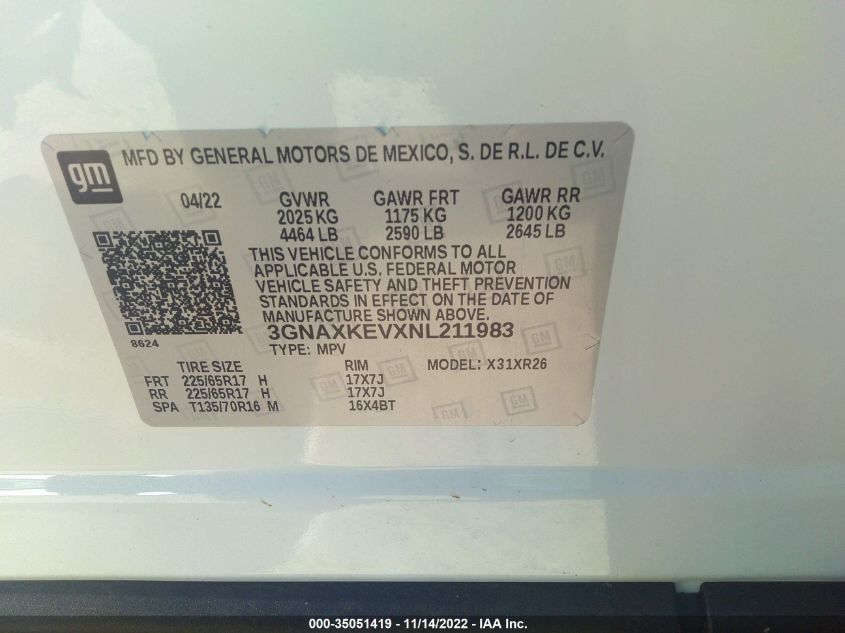 gm MFD BY GENERAL MOTORS DE MEXICO, S. DE R.L. DE C.V.
04/22 GVWR GAWR FRT GAWR RR
2025 KG 1175 KG 1200 KG
4464 LB 2590 LB 2645 LB
THIS VEHICLE CONFORMS TO ALL
APPLICABLE U.S. FEDERAL MOTOR
VEHICLE SAFETY AND THEFT PREVENTION
STANDARDS IN EFFECT ON THE DATE OF
MANUFACTURE SHOWN ABOVE.
8624 3GNAXKEVXNL211983
TYPE: MPV
TIRE SIZE RIM MODEL: X31XR26
FRT 225/65R17 H 17X7J
RR 225/65R17 H 17X7J
SPA T135/70R16 M 16X4BT
000-35051419 - 11/14/2022 - IAA Inc.